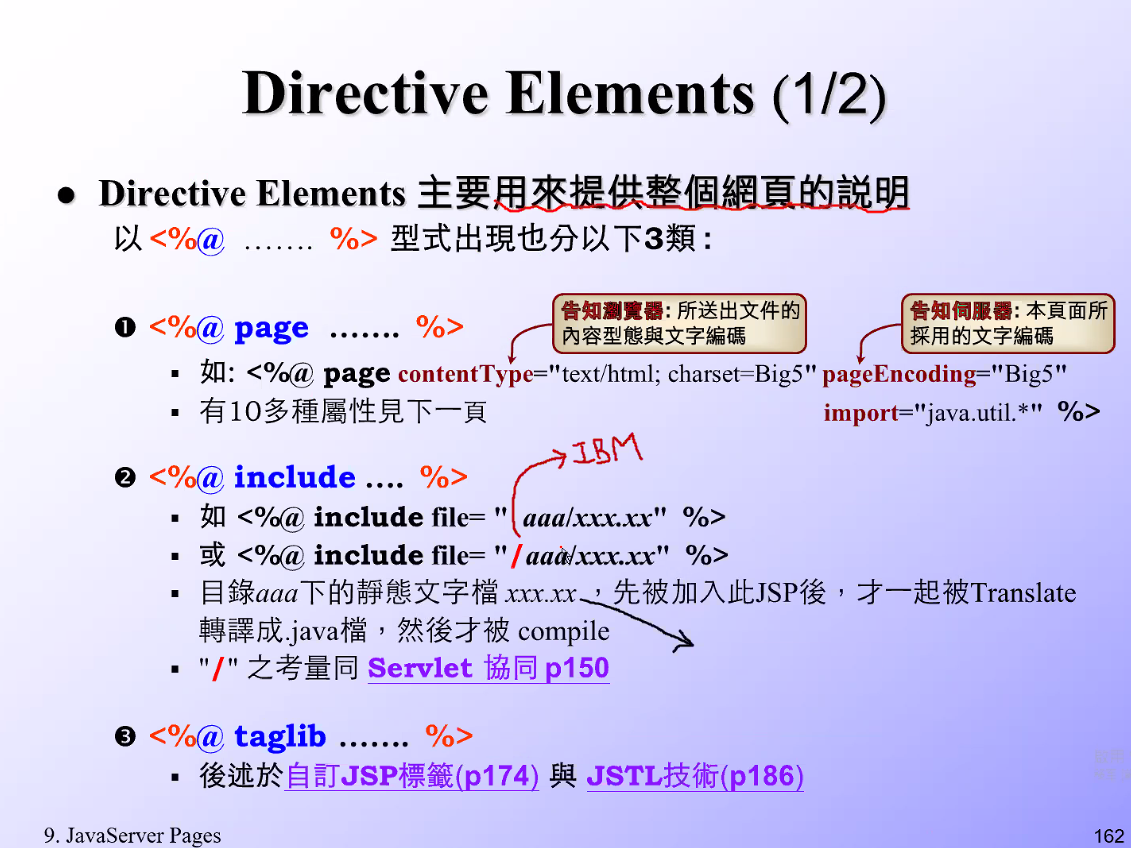 Directive Elements (1/2)
● Directive Elements 主要用來提供整個網頁的説明
以 <%@ ……. %> 型式出現也分以下3類 :
告知瀏覽器: 所送出文件的
內容型態與文字編碼
告知伺服器: 本頁面所
採用的文字編碼
❶ <%@ page ……. %>
▪ 如: <%@ page contentType="text/html; charset=Big5" pageEncoding="Big5"
▪ 有10多種屬性見下一頁
import="java.util.*" %>
IBM
❷ <%@ include …. %>
▪ 如 <%@ include file= " aaa/xxx.xx" %>
▪ 或 <%@ include file= "/aaa/xxx.xx" %>
▪ 目錄aaa下的靜態文字檔 xxx.xx ，先被加入此JSP後，才一起被Translate
轉譯成.java檔，然後才被 compile
▪ "/" 之考量同 Servlet 協同 p150
❸ <%@ taglib ……. %>
▪ 後述於自訂JSP標籤(p174) 與 JSTL技術(p186)
9. JavaServer Pages
162